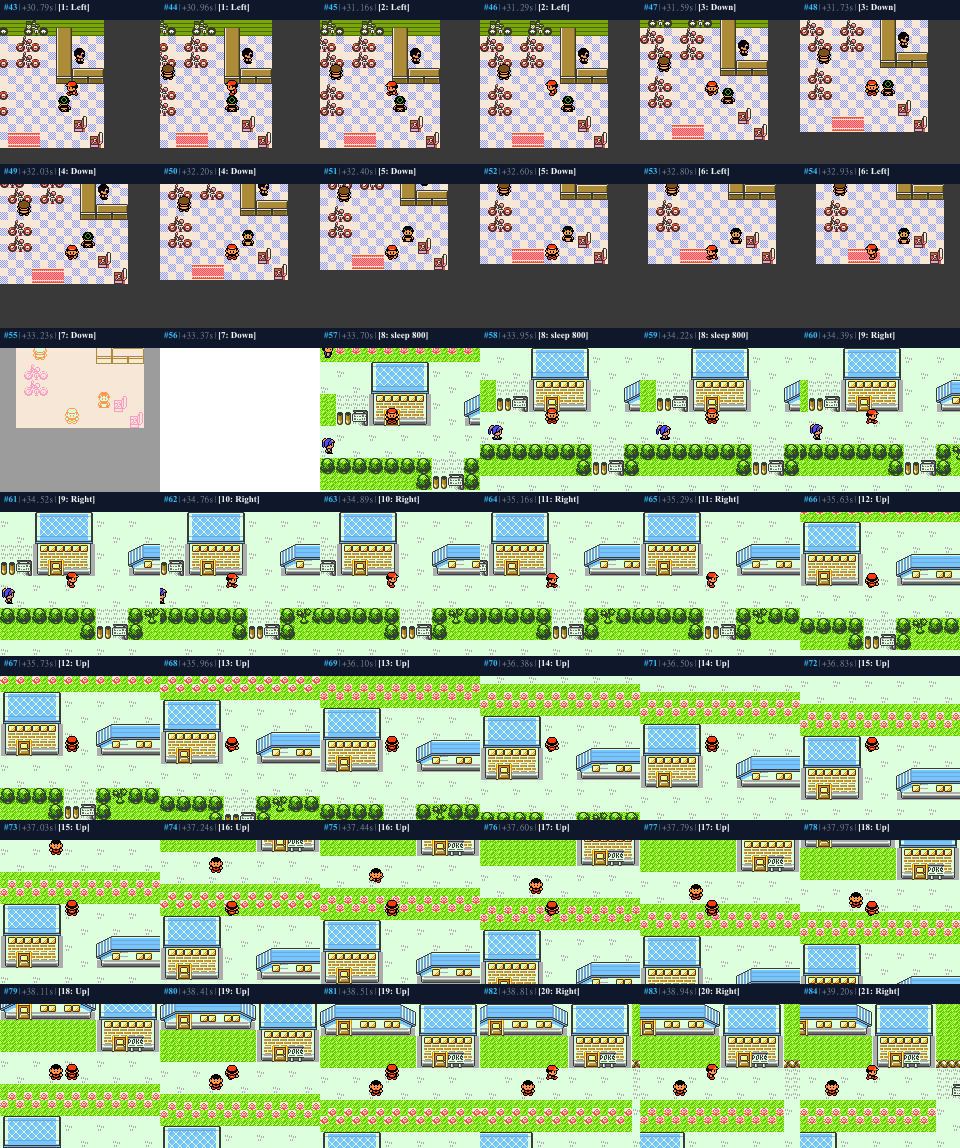 #43|+30.79s|[1: Left]
#44|+30.96s|[1: Left]
#45|+31.16s|[2: Left]
#46|+31.29s|[2: Left]
#47|+31.59s|[3: Down]
#48|+31.73s|[3: Down]
#49|+32.03s|[4: Down]
#50|+32.20s|[4: Down]
#51|+32.40s|[5: Down]
#52|+32.60s|[5: Down]
#53|+32.80s|[6: Left]
#54|+32.93s|[6: Left]
#55|+33.23s|[7: Down]
#56|+33.37s|[7: Down]
#57|+33.70s|[8: sleep 800]
#58|+33.95s|[8: sleep 800]
#59|+34.22s|[8: sleep 800]
#60|+34.39s|[9: Right]
#61|+34.52s|[9: Right]
#62|+34.76s|[10: Right]
#63|+34.89s|[10: Right]
#64|+35.16s|[11: Right]
#65|+35.29s|[11: Right]
#66|+35.63s|[12: Up]
#67|+35.73s|[12: Up]
#68|+35.96s|[13: Up]
#69|+36.10s|[13: Up]
#70|+36.38s|[14: Up]
#71|+36.50s|[14: Up]
#72|+36.83s|[15: Up]
#73|+37.03s|[15: Up]
#74|+37.24s|[16: Up]
#75|+37.44s|[16: Up]
#76|+37.60s|[17: Up]
#77|+37.79s|[17: Up]
#78|+37.97s|[18: Up]
POKé
POKé
POKé
POKé
POKé
#79|+38.11s|[18: Up]
#80|+38.41s|[19: Up]
#81|+38.51s|[19: Up]
#82|+38.81s|[20: Right]
#83|+38.94s|[20: Right]
#84|+39.20s|[21: Right]
POKé
POKé
POKé
POKé
POKé
POKé